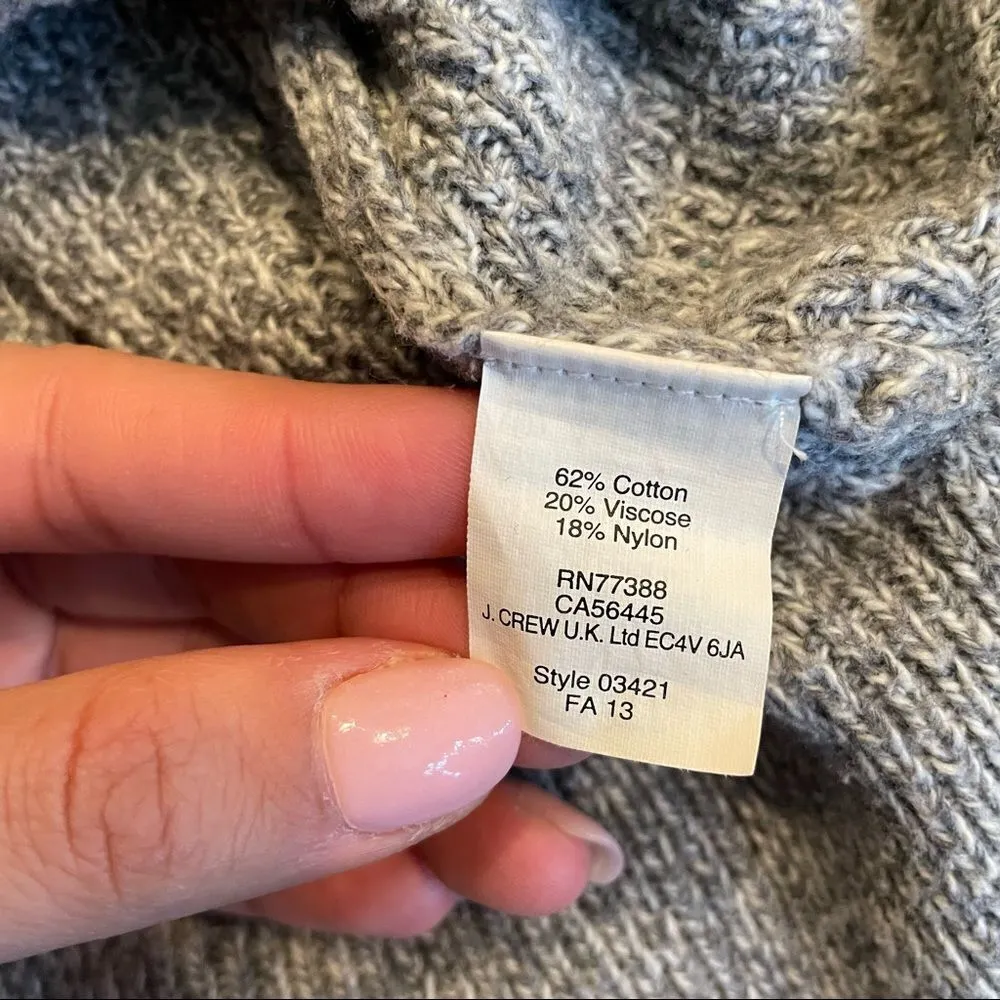 62% Cotton
20% Viscose
18% Nylon
RN77388
CA56445
J. CREW U.K. Ltd EC4V 6JA
Style 03421
FA 13